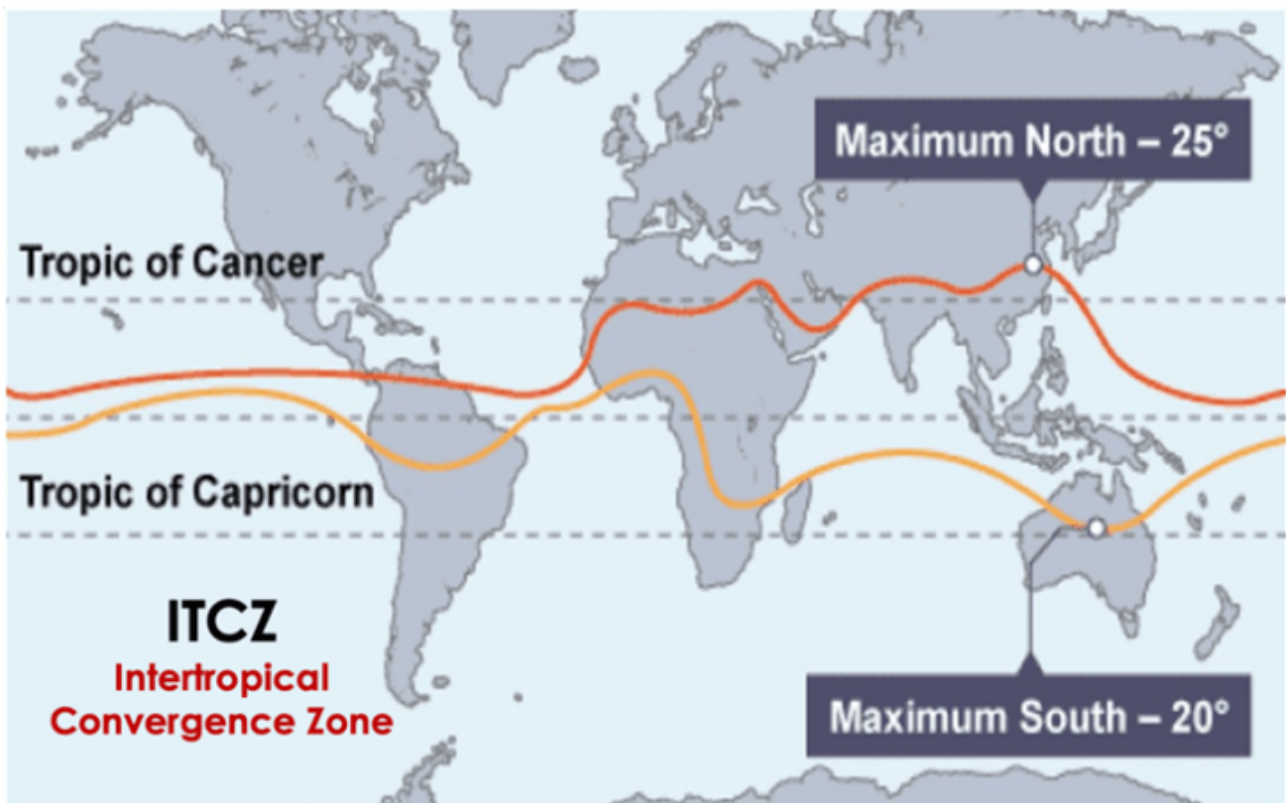 Maximum North – 25°
Tropic of Cancer
Tropic of Capricorn
ITCZ
Intertropical
Convergence Zone
Maximum South – 20°